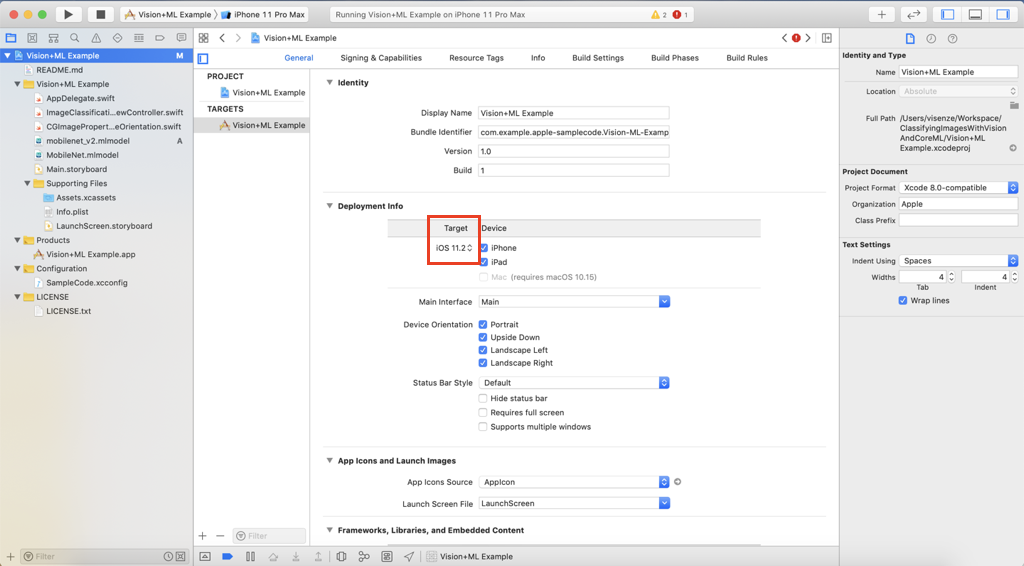 Vision+ML Example
iPhone 11 Pro Max
Running Vision+ML Example on iPhone 11 Pro Max
2
1
Vision+ML Example M
README.md
Vision+ML Example
AppDelegate.swift
ImageClassificati...ewController.swift
CGImagePropert...eOrientation.swift
mobilenet_v2.mlmodel A
MobileNet.mlmodel
Main.storyboard
Supporting Files
Assets.xcassets
Info.plist
LaunchScreen.storyboard
Products
Vision+ML Example.app
Configuration
SampleCode.xcconfig
LICENSE
LICENSE.txt
Filter
Vision+ML Example
General Signing & Capabilities Resource Tags Info Build Settings Build Phases Build Rules
PROJECT
Vision+ML Example
TARGETS
Vision+ML Example
Filter
Identity
Display Name Vision+ML Example
Bundle Identifier com.example.apple-samplecode.Vision-ML-Examp
Version 1.0
Build 1
Deployment Info
Target Device
iOS 11.2 iPhone
iPad
Mac (requires macOS 10.15)
Main Interface Main
Device Orientation Portrait
Upside Down
Landscape Left
Landscape Right
Status Bar Style Default
Hide status bar
Requires full screen
Supports multiple windows
App Icons and Launch Images
App Icons Source AppIcon
Launch Screen File LaunchScreen
Frameworks, Libraries, and Embedded Content
Vision+ML Example
Identity and Type
Name Vision+ML Example
Location Absolute
Full Path /Users/visenze/Workspace/
ClassifyingImagesWithVision
AndCoreML/Vision+ML
Example.xcodeproj
Project Document
Project Format Xcode 8.0-compatible
Organization Apple
Class Prefix
Text Settings
Indent Using Spaces
Widths 4 4
Tab Indent
Wrap lines